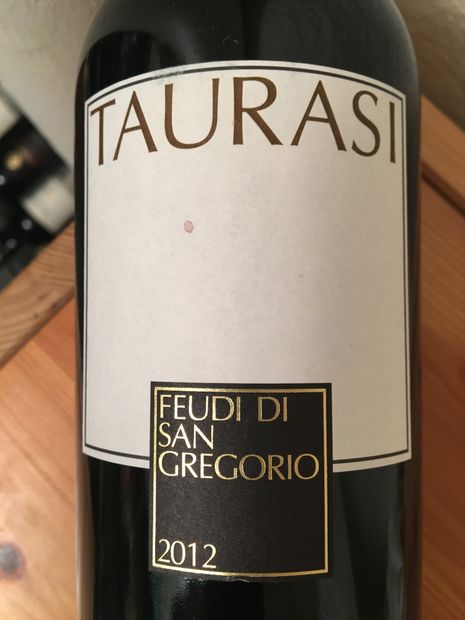 TAURASI
FEUDI DI
SAN
GREGORIO
2012